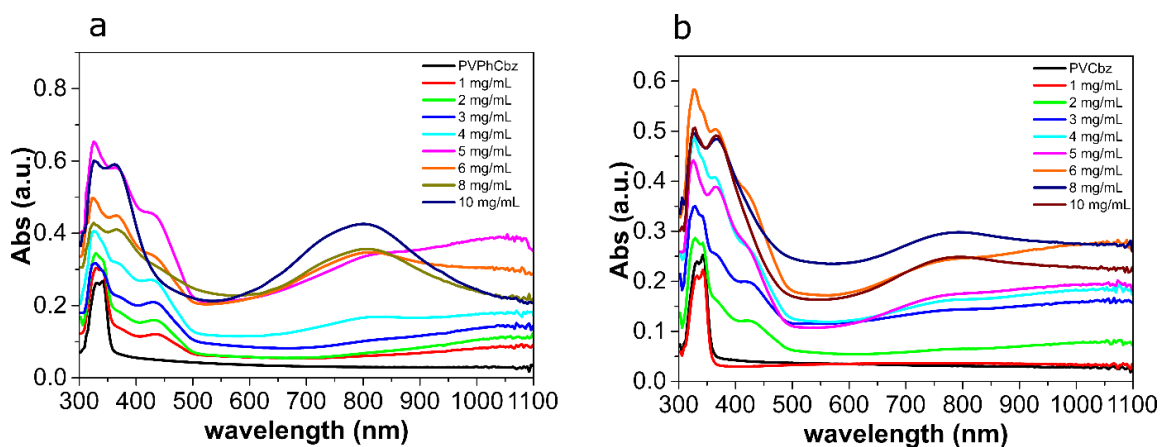 a
Abs (a.u.)
0.8
0.6
0.4
0.2
0.0
PVPhCbz
1 mg/mL
2 mg/mL
3 mg/mL
4 mg/mL
5 mg/mL
6 mg/mL
8 mg/mL
10 mg/mL
300 400 500 600 700 800 900 1000 1100
wavelength (nm)
b
Abs (a.u.)
0.6
0.5
0.4
0.3
0.2
0.1
0.0
PVCbz
1 mg/mL
2 mg/mL
3 mg/mL
4 mg/mL
5 mg/mL
6 mg/mL
8 mg/mL
10 mg/mL
300 400 500 600 700 800 900 1000 1100
wavelength (nm)